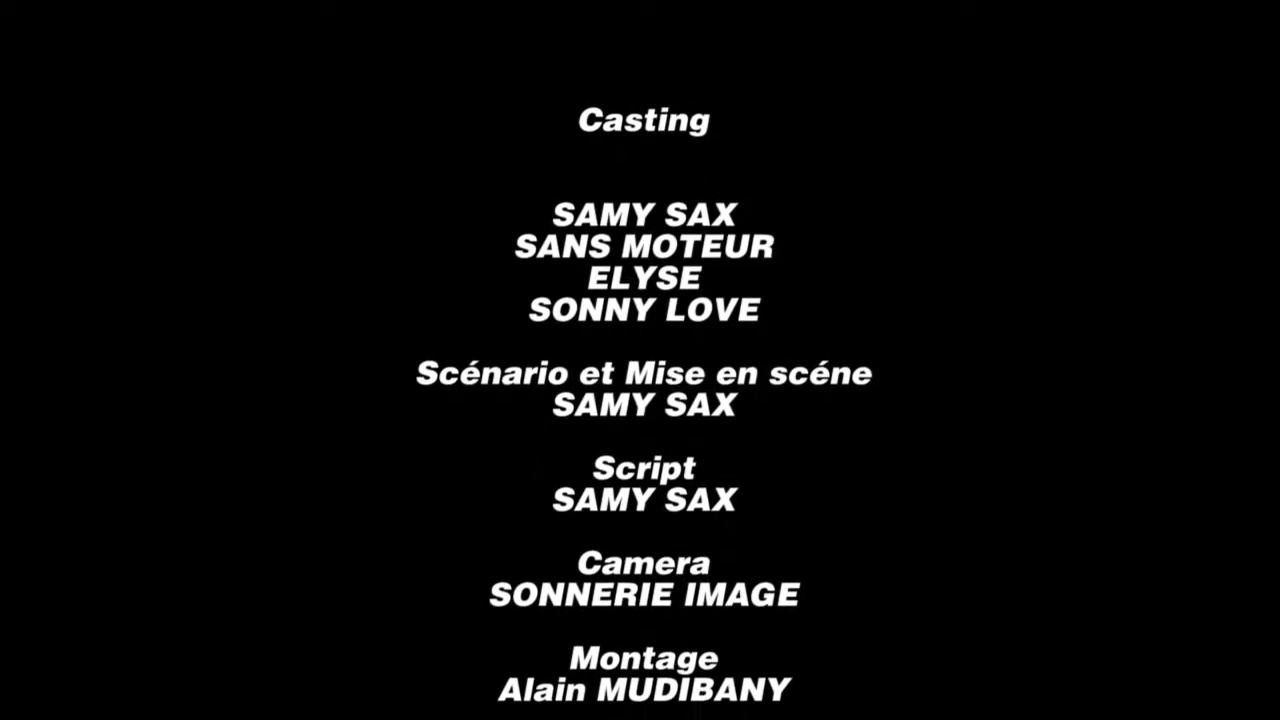 Casting
SAMY SAX
SANS MOTEUR
ELYSE
SONNY LOVE
Scénario et Mise en scéne
SAMY SAX
Script
SAMY SAX
Camera
SONNERIE IMAGE
Montage
Alain MUDIBANY